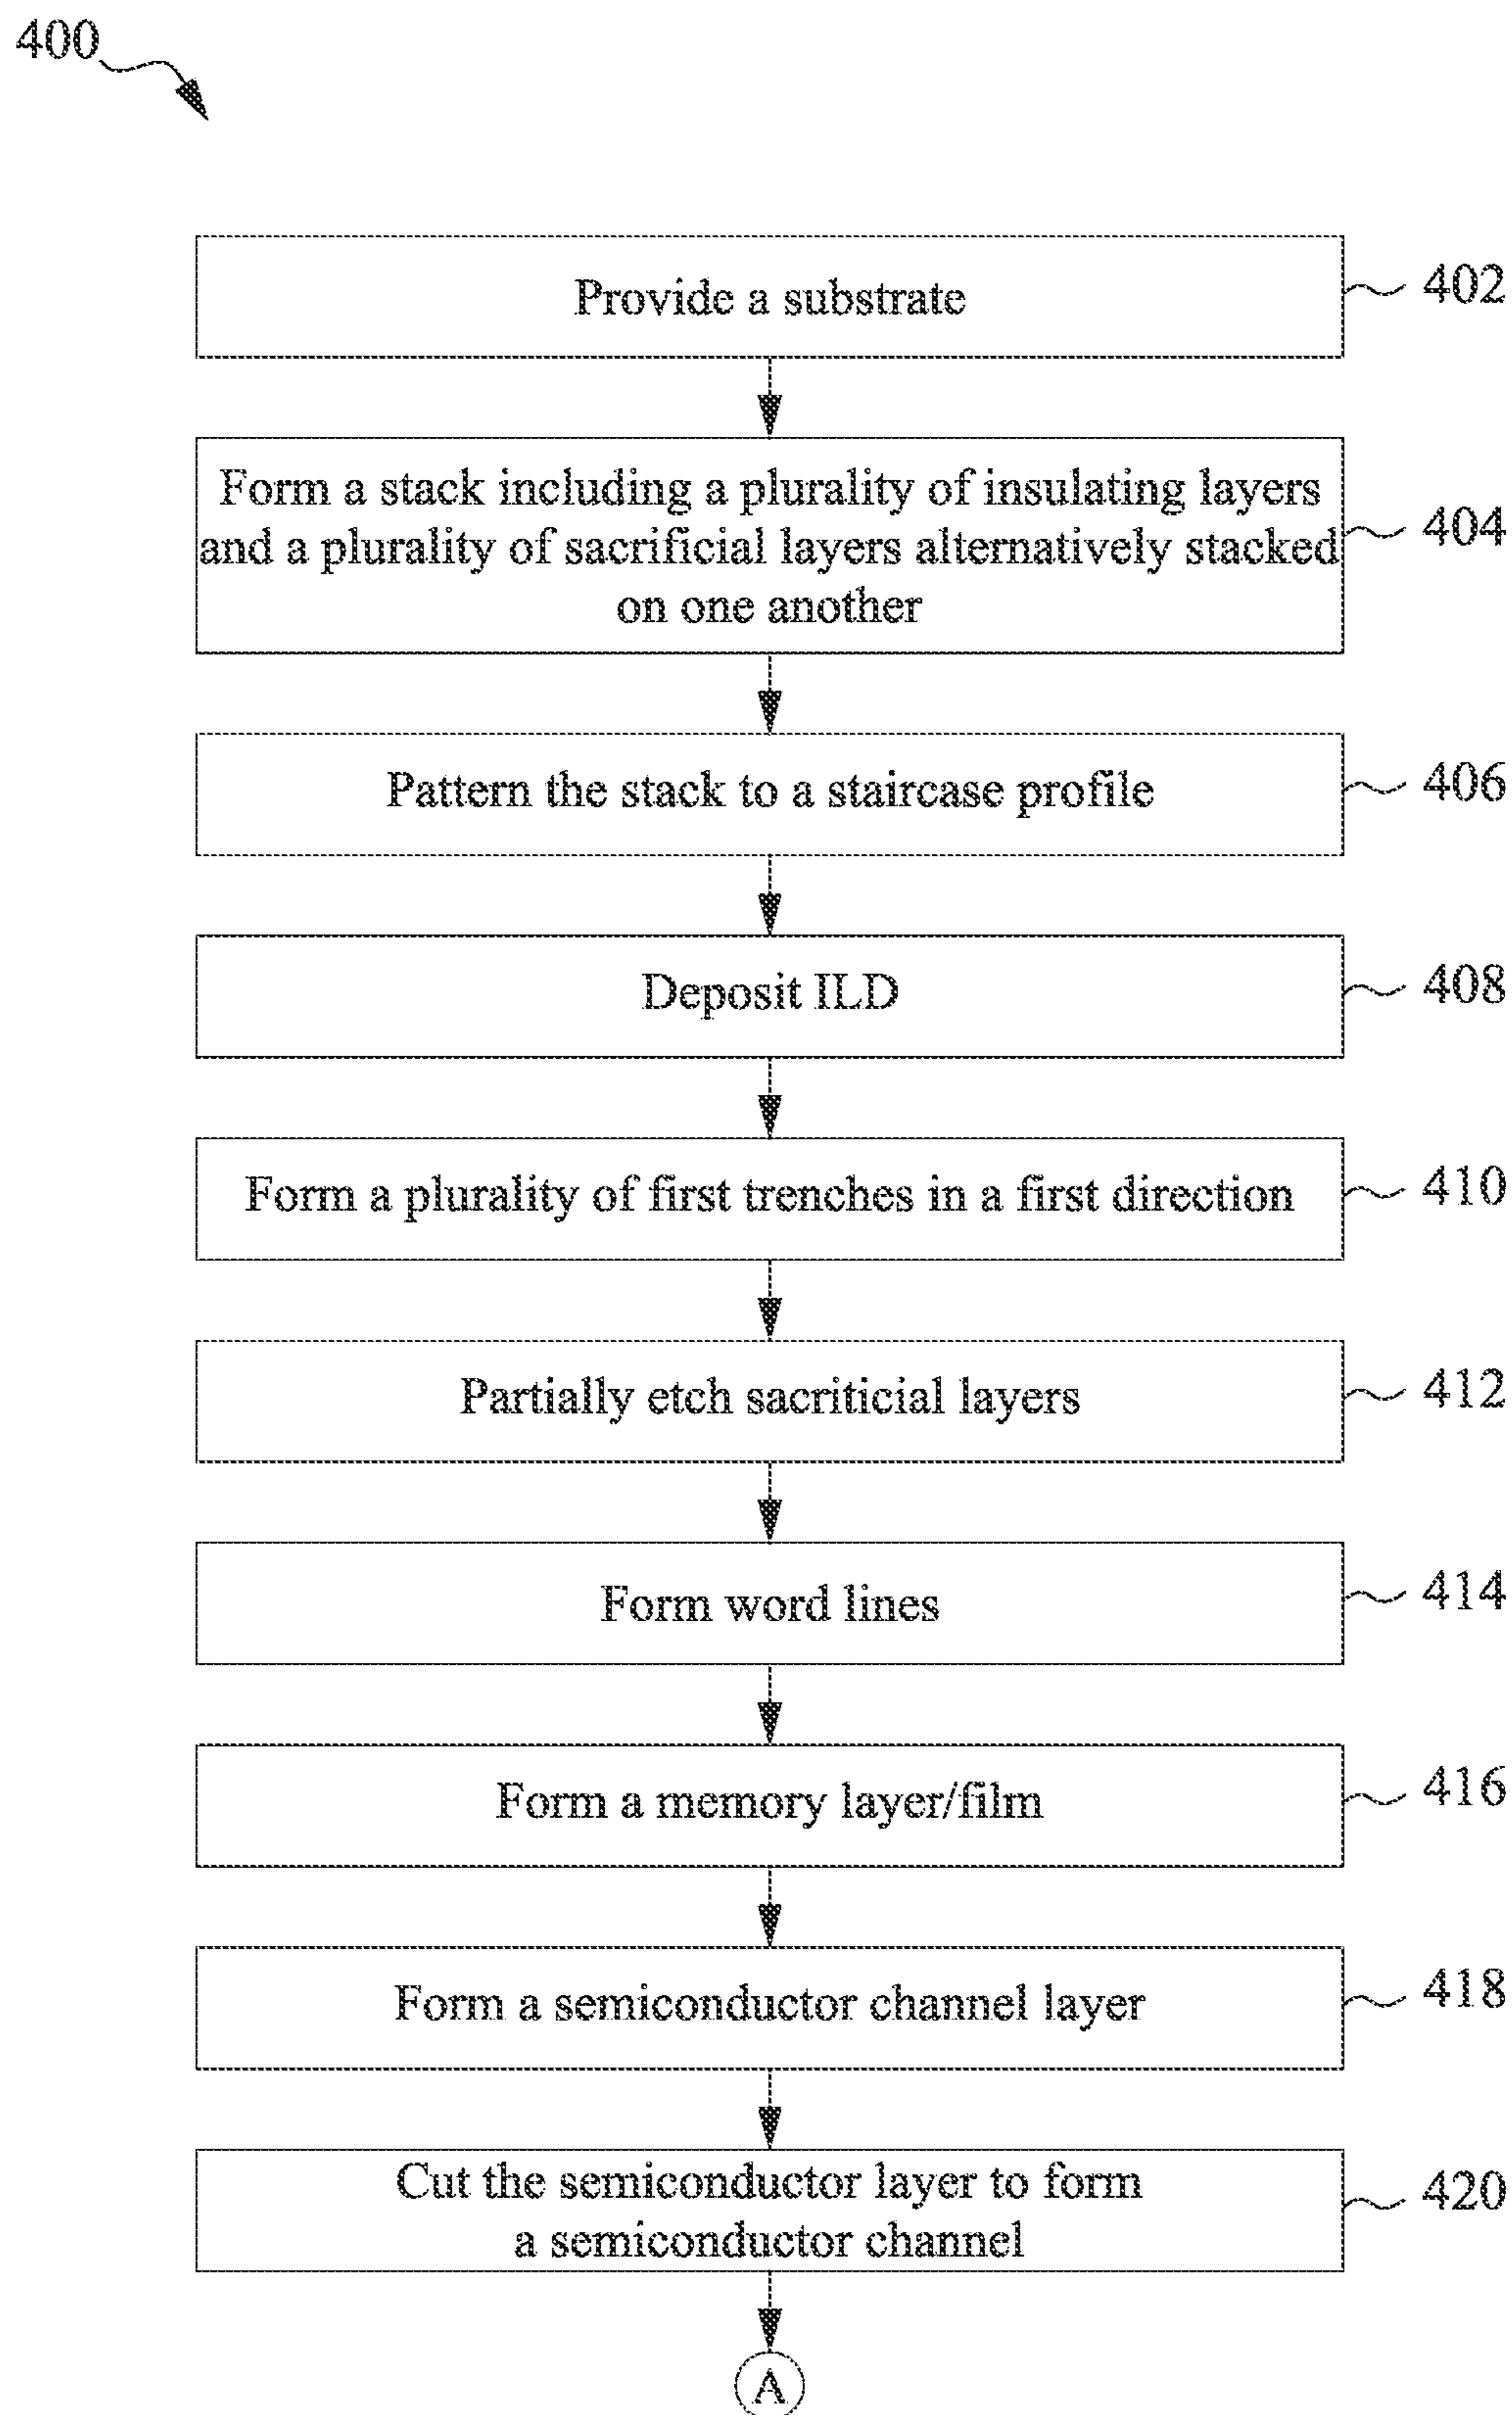 400
Provide a substrate
402
Form a stack including a plurality of insulating layers
and a plurality of sacrificial layers alternatively stacked
on one another
404
Pattern the stack to a staircase profile
406
Deposit ILD
408
Form a plurality of first trenches in a first direction
410
Partially etch sacriticial layers
412
Form word lines
414
Form a memory layer/film
416
Form a semiconductor channel layer
418
Cut the semiconductor layer to form
a semiconductor channel
420
A